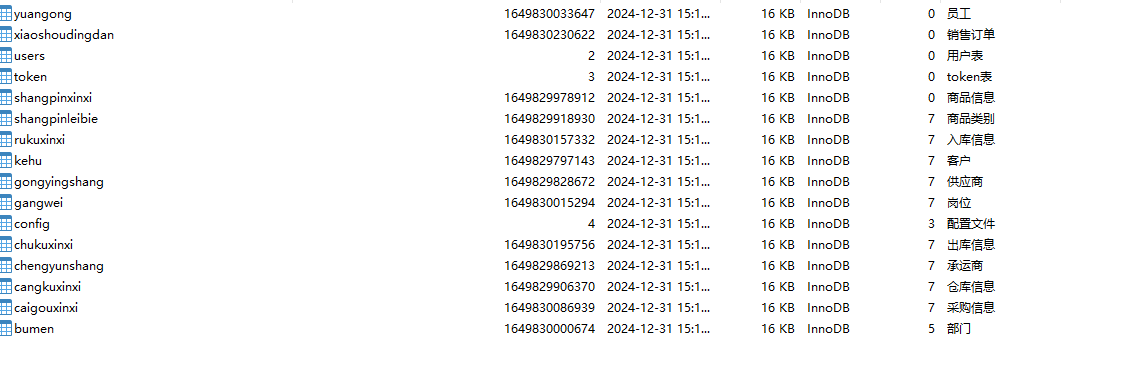 yuangong 1649830033647 2024-12-31 15:1... 16 KB InnoDB 0 员工
xiaoshoudingdan 1649830230622 2024-12-31 15:1... 16 KB InnoDB 0 销售订单
users 2 2024-12-31 15:1... 16 KB InnoDB 0 用户表
token 3 2024-12-31 15:1... 16 KB InnoDB 0 token表
shangpinxinxi 1649829978912 2024-12-31 15:1... 16 KB InnoDB 0 商品信息
shangpinleibie 1649829918930 2024-12-31 15:1... 16 KB InnoDB 7 商品类别
rukuxinxi 1649830157332 2024-12-31 15:1... 16 KB InnoDB 7 入库信息
kehu 1649829797143 2024-12-31 15:1... 16 KB InnoDB 7 客户
gongyingshang 1649829828672 2024-12-31 15:1... 16 KB InnoDB 7 供应商
gangwei 1649830015294 2024-12-31 15:1... 16 KB InnoDB 7 岗位
config 4 2024-12-31 15:1... 16 KB InnoDB 3 配置文件
chukuxinxi 1649830195756 2024-12-31 15:1... 16 KB InnoDB 7 出库信息
chengyunshang 1649829869213 2024-12-31 15:1... 16 KB InnoDB 7 承运商
cangkuxinxi 1649829906370 2024-12-31 15:1... 16 KB InnoDB 7 仓库信息
caigouxinxi 1649830086939 2024-12-31 15:1... 16 KB InnoDB 7 采购信息
bumen 1649830000674 2024-12-31 15:1... 16 KB InnoDB 5 部门